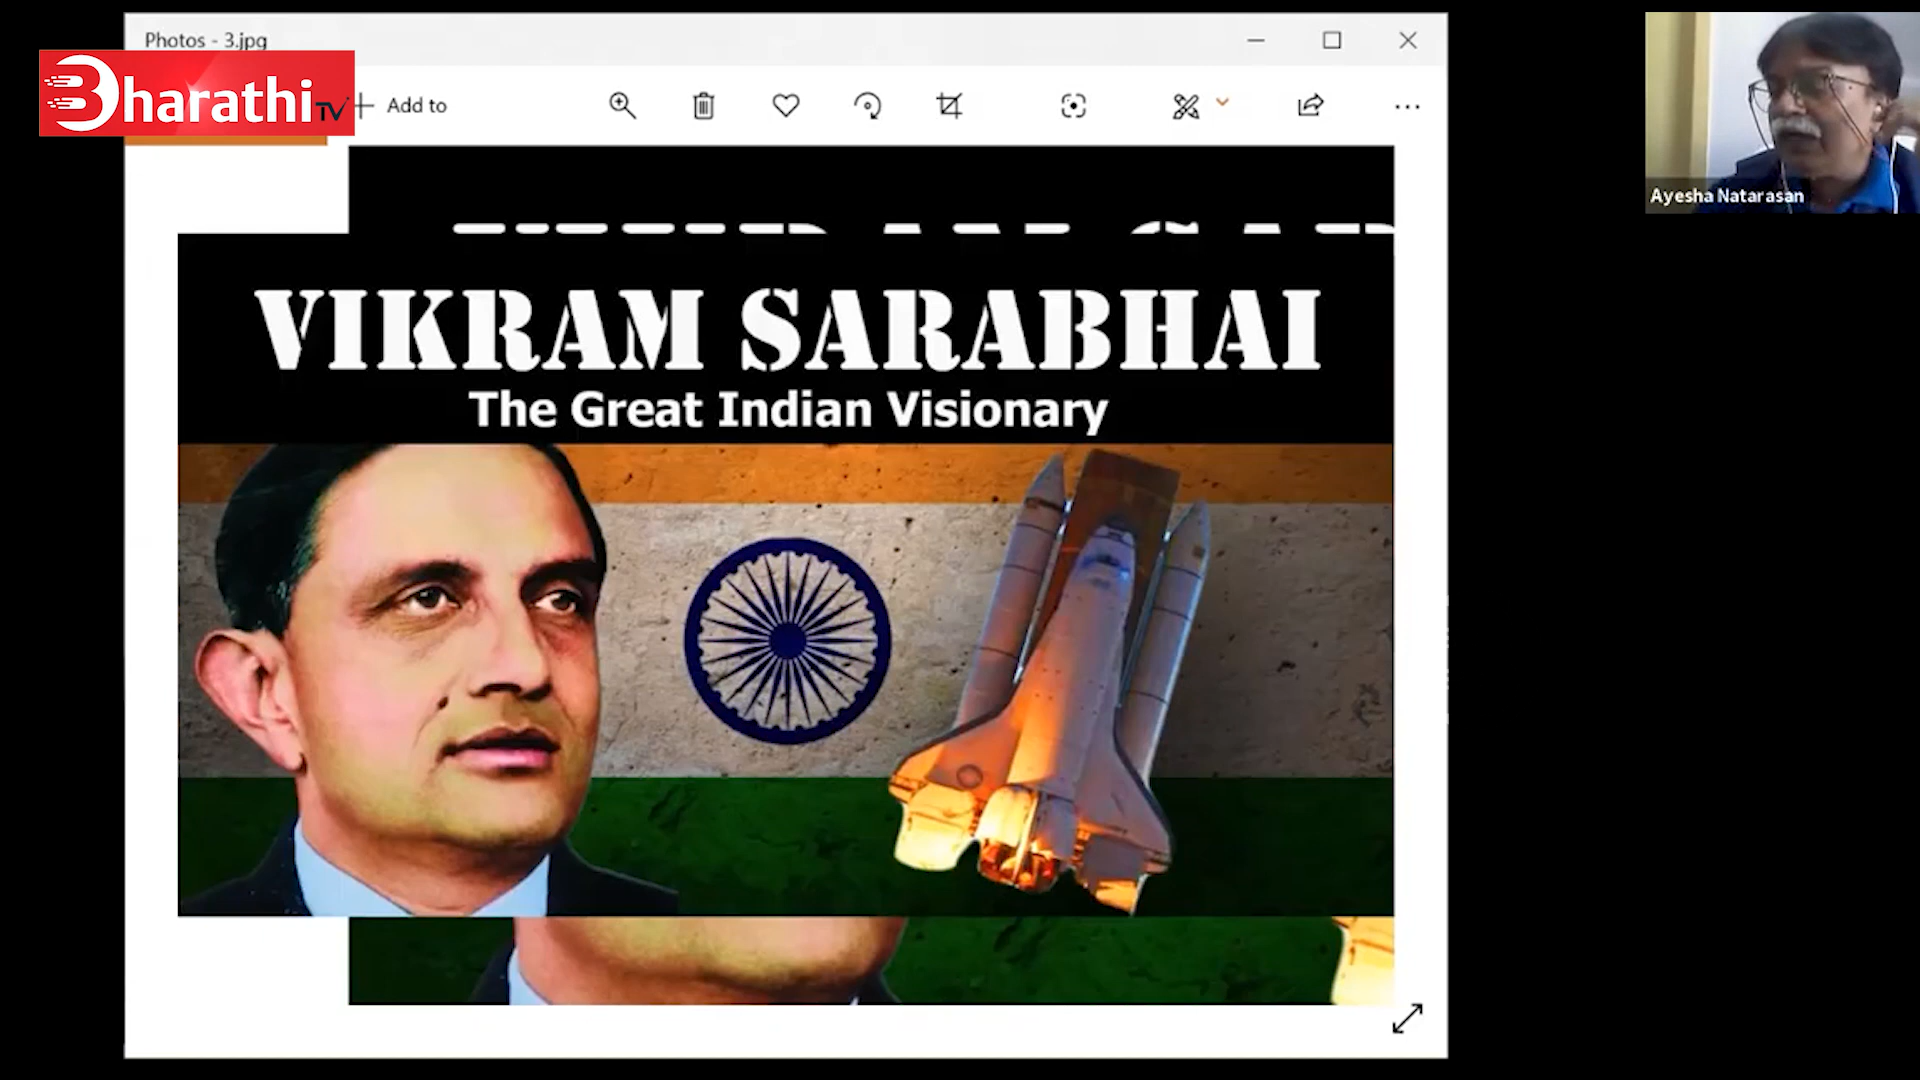 Photos - 3.jpg
Bharathi TV
Add to
VIKRAM SARABHAI
The Great Indian Visionary
Ayesha Natarasan